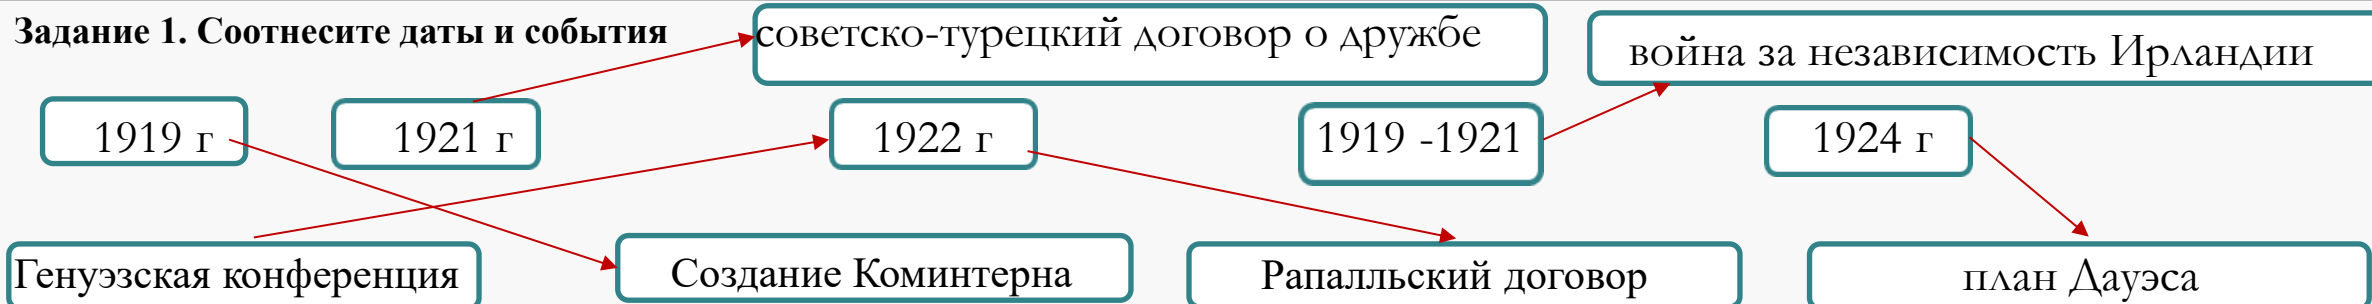 Задание 1. Соотнесите даты и события
советско-турецкий договор о дружбе
война за независимость Ирландии
1919 г
1921 г
1922 г
1919 -1921
1924 г
Генуэзская конференция
Создание Коминтерна
Рапалльский договор
план Дауэса